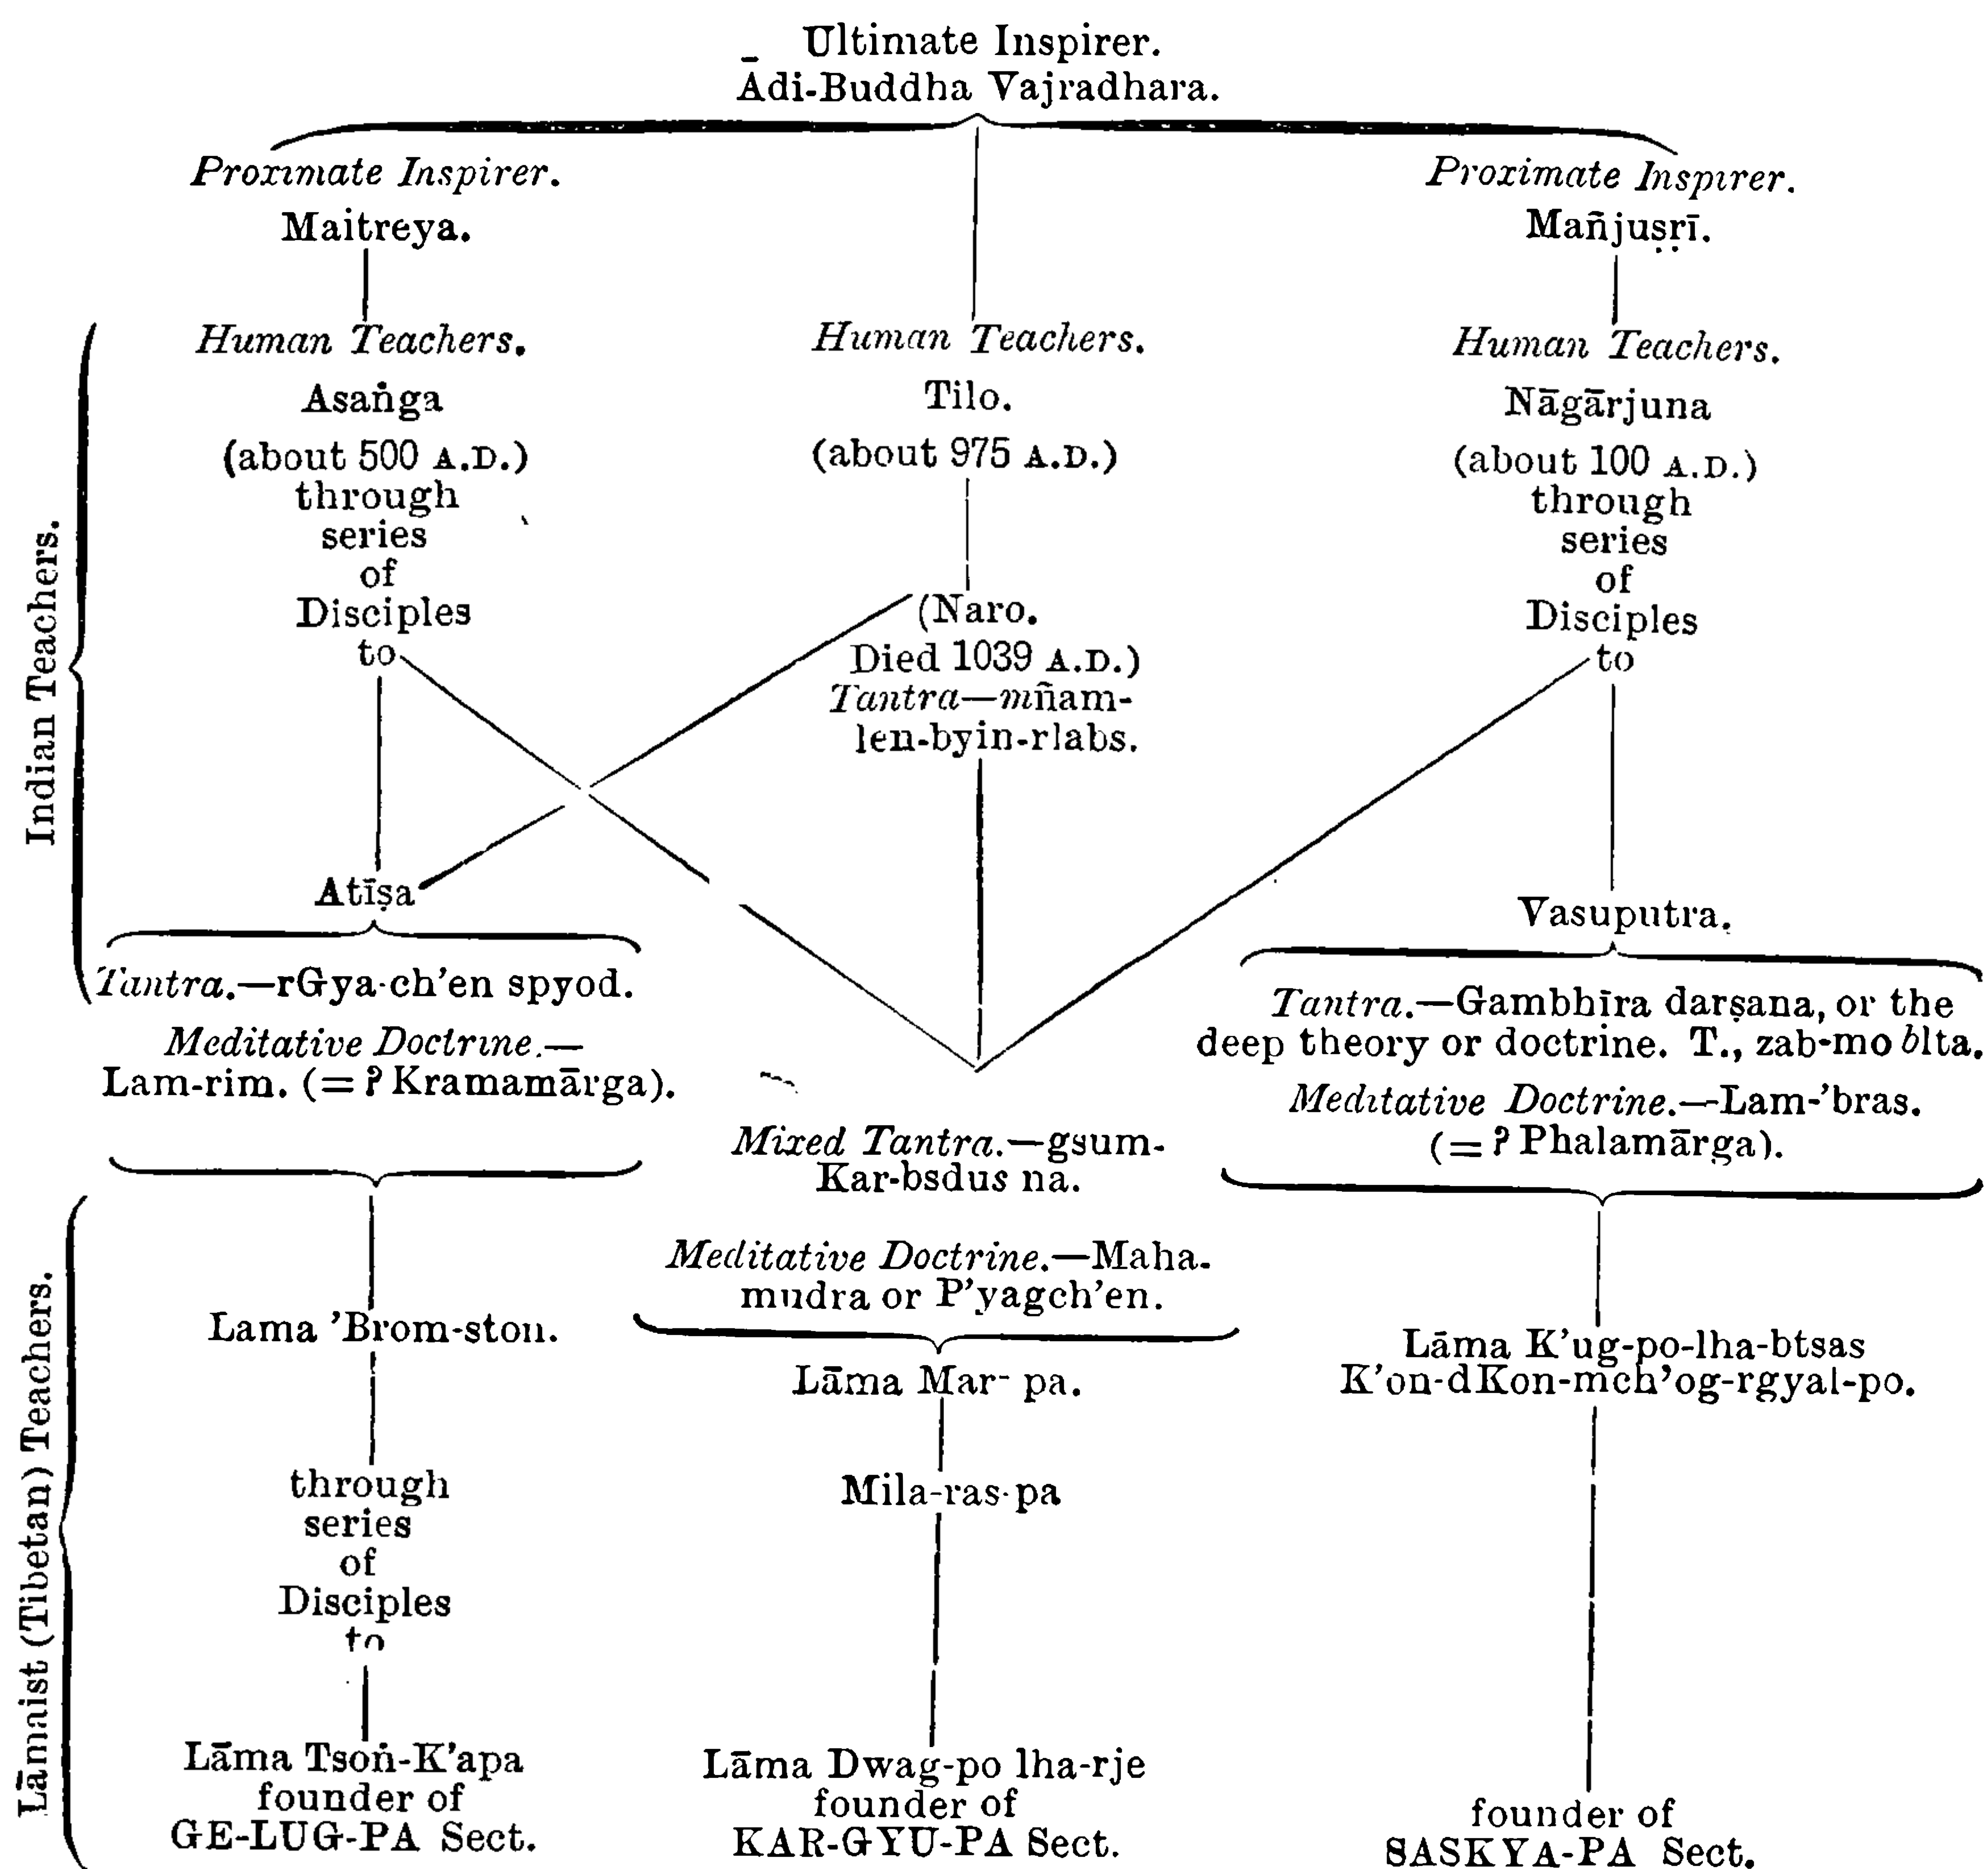 Ultimate Inspirer.
Ādi-Buddha Vajradhara.
Proximate Inspirer.
Maitreya.
Proximate Inspirer.
Mañjuṣṛī.
Indian Teachers.
Human Teachers.
Asaṅga
(about 500 A.D.)
through
series
of
Disciples
to
Human Teachers.
Tilo.
(about 975 A.D.)
(Naro.
Died 1039 A.D.)
Tantra—mñam-
len-byin-rlabs.
Human Teachers.
Nāgārjuna
(about 100 A.D.)
through
series
of
Disciples
to
Atīṣa
Tantra.—rGya-ch'en spyod.
Meditative Doctrine.—
Lam-rim. (= ? Kramamārga).
Vasuputra.
Tantra.—Gambhīra darṣana, or the
deep theory or doctrine. T., zab-mo blta.
Meditative Doctrine.—Lam-'bras.
(= ? Phalamārga).
Mixed Tantra.—gsum-
Kar-bsdus na.
Meditative Doctrine.—Maha-
mudra or P'yagch'en.
Lāmaist (Tibetan) Teachers.
Lama 'Brom-ston.
through
series
of
Disciples
to
Lāma Tsoṅ-K'apa
founder of
GE-LUG-PA Sect.
Lāma Mar- pa.
Mila-ras-pa
Lāma Dwag-po lha-rje
founder of
KAR-GYU-PA Sect.
Lāma K'ug-po-lha-btsas
K'on-dKon-mch'og-rgyal-po.
founder of
SASKYA-PA Sect.